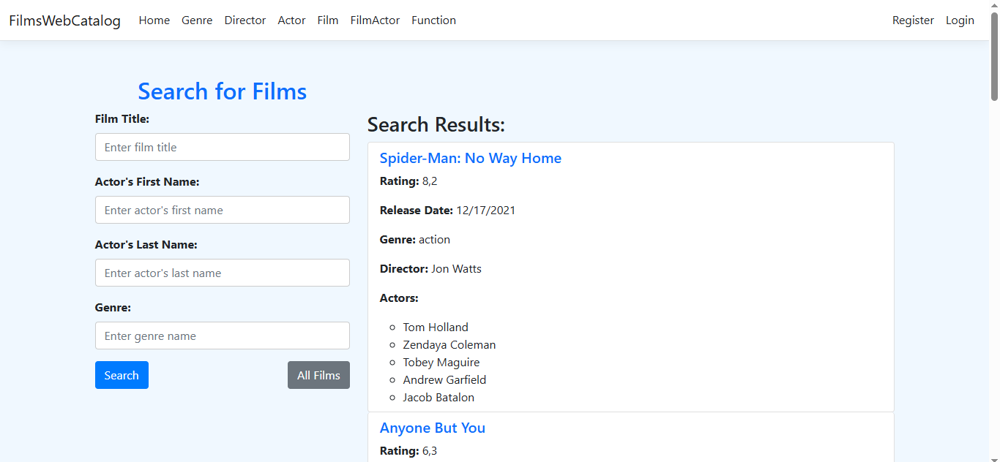 FilmsWebCatalog Home Genre Director Actor Film FilmActor Function Register Login
Search for Films
Film Title:
Enter film title
Actor's First Name:
Enter actor's first name
Actor's Last Name:
Enter actor's last name
Genre:
Enter genre name
Search All Films
Search Results:
Spider-Man: No Way Home
Rating: 8,2
Release Date: 12/17/2021
Genre: action
Director: Jon Watts
Actors:
Tom Holland
Zendaya Coleman
Tobey Maguire
Andrew Garfield
Jacob Batalon
Anyone But You
Rating: 6,3